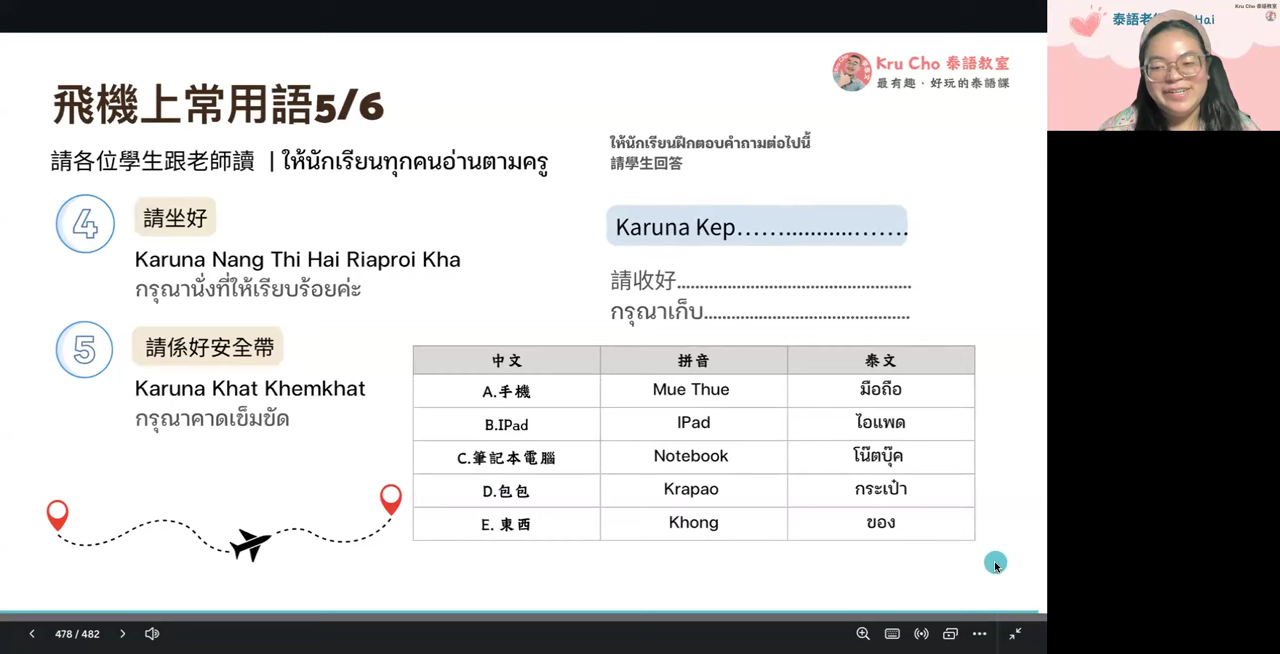 飛機上常用語5/6
請各位學生跟老師讀 | ให้นักเรียนทุกคนอ่านตามครู
4
請坐好
Karuna Nang Thi Hai Riaproi Kha
กรุณานั่งที่ให้เรียบร้อยค่ะ
5
請係好安全帶
Karuna Khat Khemkhat
กรุณาคาดเข็มขัด
Kru Cho 泰語教室
最有趣・好玩的泰語課
ให้นักเรียนฝึกตอบคำถามต่อไปนี้
請學生回答
Karuna Kep……............…….
請收好..................................................
กรุณาเก็บ..................................................
中文 拼音 泰文
A.手機 Mue Thue มือถือ
B.IPad IPad ไอแพด
C.筆記本電腦 Notebook โน๊ตบุ๊ค
D.包包 Krapao กระเป๋า
E. 東西 Khong ของ
478 / 482
Kru Cho 泰語教室
泰語老 Hai